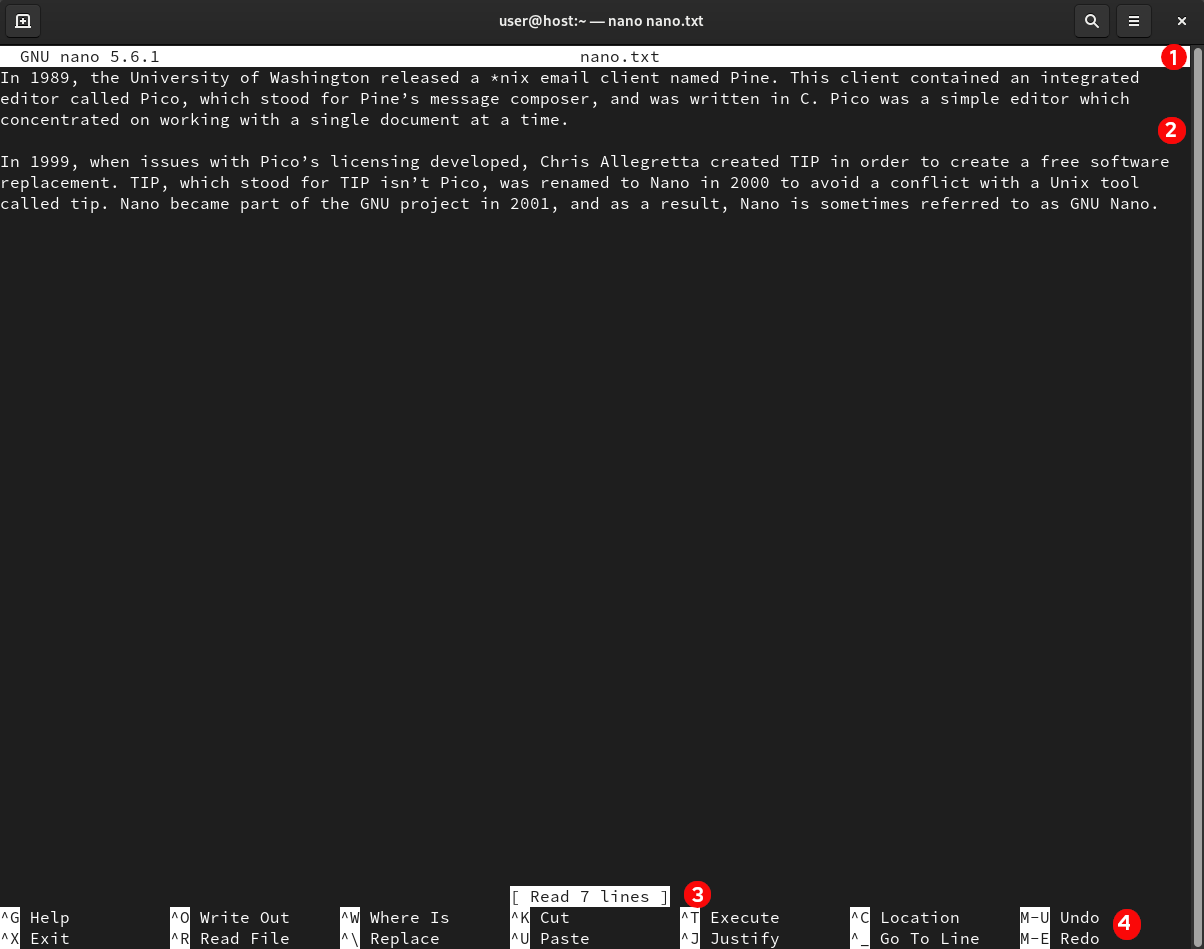 user@host:~ — nano nano.txt
GNU nano 5.6.1 nano.txt 1
In 1989, the University of Washington released a *nix email client named Pine. This client contained an integrated
editor called Pico, which stood for Pine’s message composer, and was written in C. Pico was a simple editor which
concentrated on working with a single document at a time.
2
In 1999, when issues with Pico’s licensing developed, Chris Allegretta created TIP in order to create a free software
replacement. TIP, which stood for TIP isn’t Pico, was renamed to Nano in 2000 to avoid a conflict with a Unix tool
called tip. Nano became part of the GNU project in 2001, and as a result, Nano is sometimes referred to as GNU Nano.
[ Read 7 lines ] 3
^G Help ^O Write Out ^W Where Is ^K Cut ^T Execute ^C Location M-U Undo 4
^X Exit ^R Read File ^\ Replace ^U Paste ^J Justify ^_ Go To Line M-E Redo